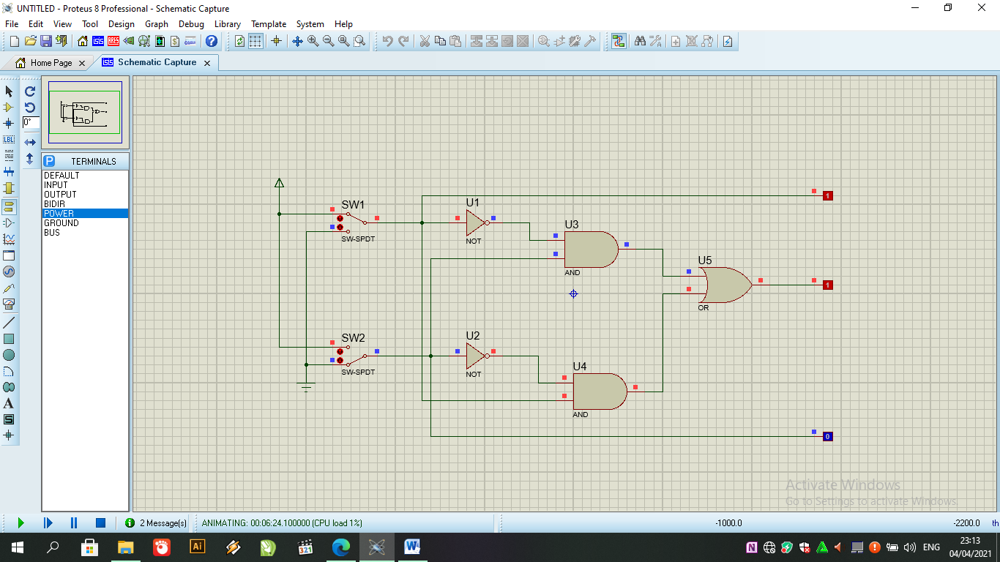 UNTITLED - Proteus 8 Professional - Schematic Capture
File Edit View Tool Design Graph Debug Library Template System Help
Home Page
Schematic Capture
0°
LBL
P TERMINALS
DEFAULT
INPUT
OUTPUT
BIDIR
POWER
GROUND
BUS
A
S
SW1
SW-SPDT
U1
NOT
U3
AND
1
U5
OR
1
SW2
SW-SPDT
U2
NOT
U4
AND
0
Activate Windows
Go to Settings to activate Windows.
2 Message(s)
ANIMATING: 00:06:24.100000 (CPU load 1%)
-1000.0
-2200.0
th
Ai
321
W
N
ENG
23:13
04/04/2021